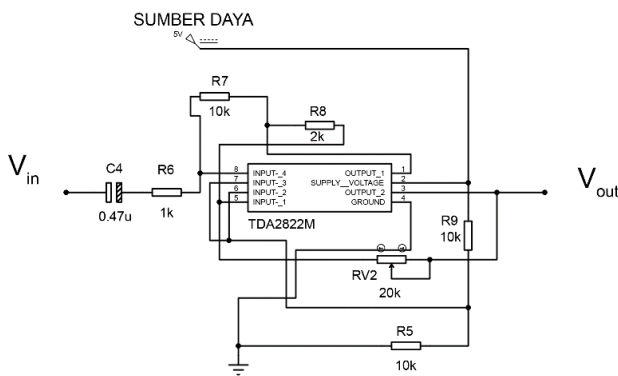 SUMBER DAYA
5V
R7
10k
R8
2k
Vin
C4
0.47u
R6
1k
8 INPUT-_4 OUTPUT_1 1
7 INPUT-_3 SUPPLY__VOLTAGE 2
6 INPUT-_2 OUTPUT_2 3
5 INPUT-_1 GROUND 4
TDA2822M
Vout
R9
10k
RV2
20k
R5
10k